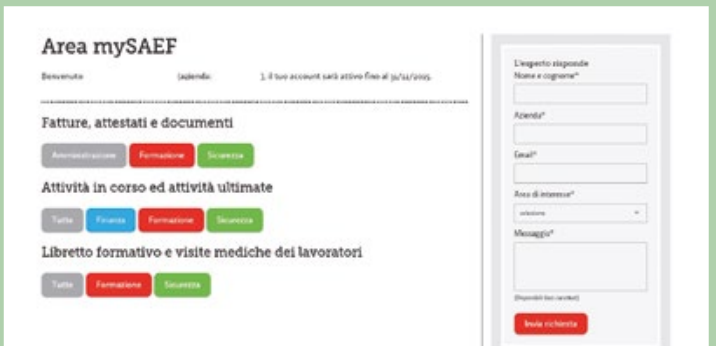 Area mySAEF
Benvenuto (azienda: ), il tuo account sarà attivo fino al 31/12/2015.
Fatture, attestati e documenti
Amministrazione Formazione Sicurezza
Attività in corso ed attività ultimate
Tutte Finanza Formazione Sicurezza
Libretto formativo e visite mediche dei lavoratori
Tutte Formazione Sicurezza
L'esperto risponde
Nome e cognome*
Azienda*
Email*
Area di interesse*
seleziona
Messaggio*
Invia richiesta